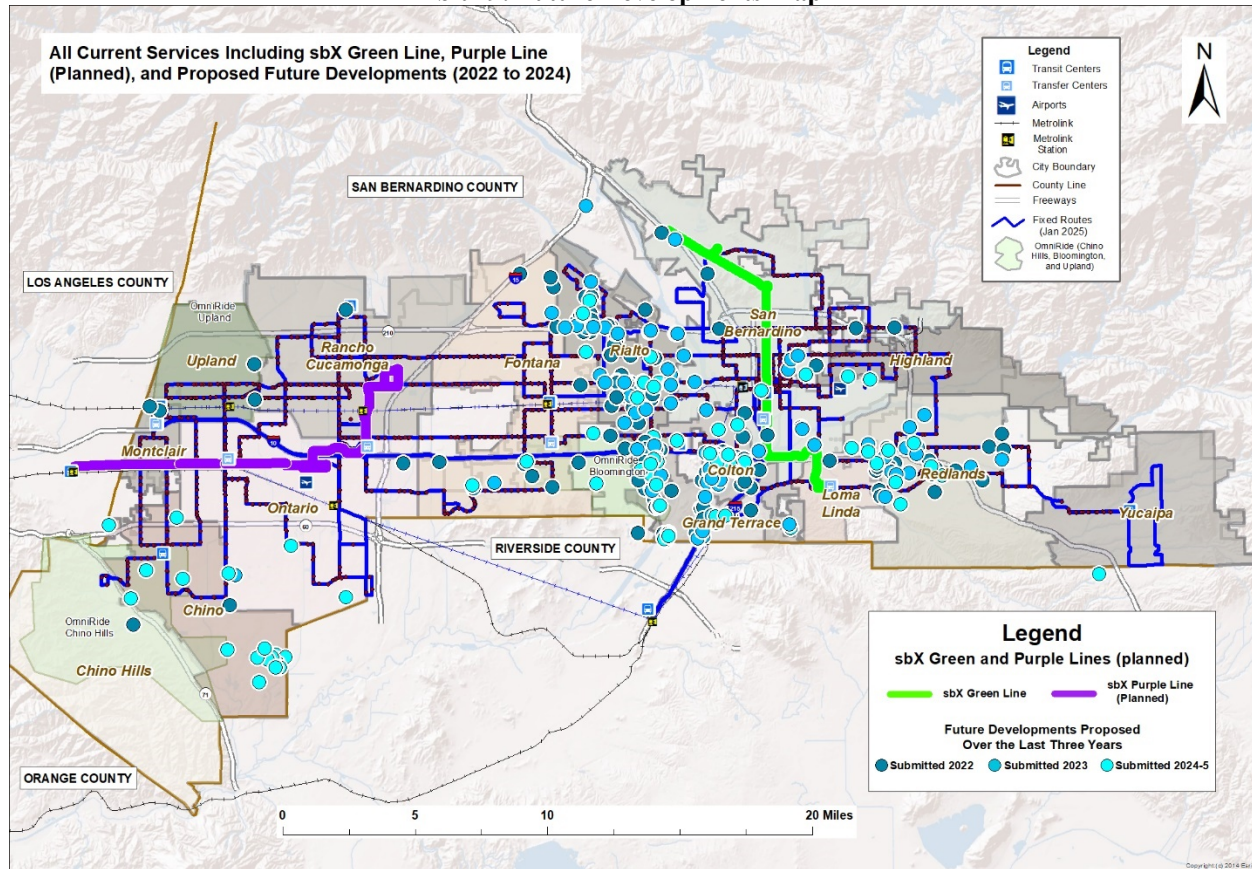 All Current Services Including sbX Green Line, Purple Line
(Planned), and Proposed Future Developments (2022 to 2024)
Legend
Transit Centers
Transfer Centers
Airports
Metrolink
Metrolink
Station
City Boundary
County Line
Freeways
Fixed Routes
(Jan 2025)
OmniRide (Chino
Hills, Bloomington,
and Upland)
N
SAN BERNARDINO COUNTY
LOS ANGELES COUNTY
OmniRide
Upland
210
15
Upland
Rancho
Cucamonga
Fontana
Rialto
San
Bernardino
Highland
Montclair
10
OmniRide
Bloomington
Colton
Redlands
Loma
Linda
Yucaipa
Ontario
60
Grand Terrace
RIVERSIDE COUNTY
Chino
OmniRide
Chino Hills
Chino Hills
71
ORANGE COUNTY
0 5 10 20 Miles
Legend
sbX Green and Purple Lines (planned)
sbX Green Line
sbX Purple Line
(Planned)
Future Developments Proposed
Over the Last Three Years
Submitted 2022 Submitted 2023 Submitted 2024-5